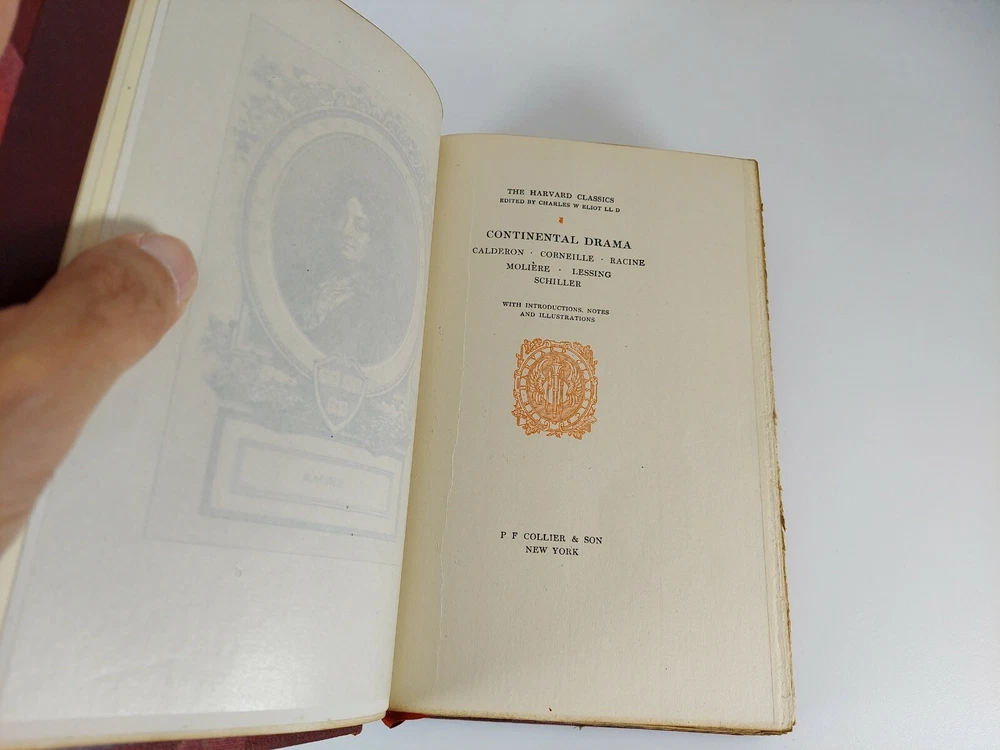 THE HARVARD CLASSICS
EDITED BY CHARLES W ELIOT LL D
CONTINENTAL DRAMA
CALDERON · CORNEILLE · RACINE
MOLIÈRE · LESSING
SCHILLER
WITH INTRODUCTIONS, NOTES
AND ILLUSTRATIONS
P F COLLIER & SON
NEW YORK